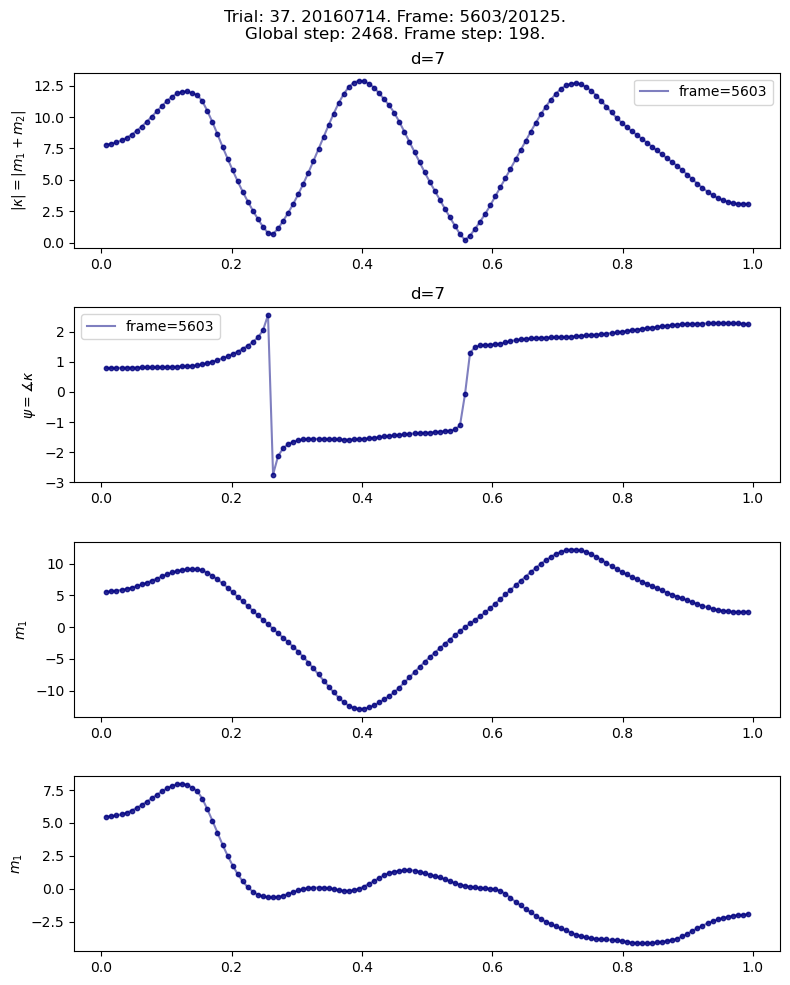 Trial: 37. 20160714. Frame: 5603/20125.
Global step: 2468. Frame step: 198.
d=7
|κ| = |m₁ + m₂|
12.5
10.0
7.5
5.0
2.5
0.0
frame=5603
0.0 0.2 0.4 0.6 0.8 1.0
d=7
ψ = ∡κ
2
1
0
−1
−2
−3
frame=5603
0.0 0.2 0.4 0.6 0.8 1.0
m₁
10
5
0
−5
−10
0.0 0.2 0.4 0.6 0.8 1.0
m₁
7.5
5.0
2.5
0.0
−2.5
0.0 0.2 0.4 0.6 0.8 1.0